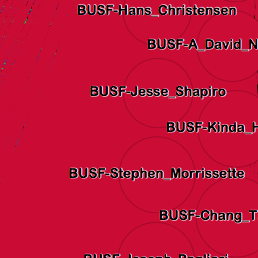 BUSF-Hans_Christensen
BUSF-A_David_N
BUSF-Jesse_Shapiro
BUSF-Kinda_H
BUSF-Stephen_Morrissette
BUSF-Chang_T